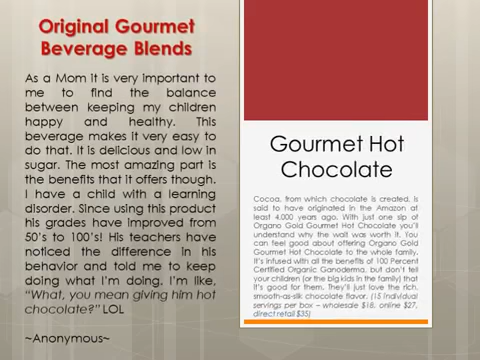 Original Gourmet
Beverage Blends
As a Mom it is very important to
me to find the balance
between keeping my children
happy and healthy. This
beverage makes it very easy to
do that. It is delicious and low in
sugar. The most amazing part is
the benefits that it offers though.
I have a child with a learning
disorder. Since using this product
his grades have improved from
50's to 100's! His teachers have
noticed the difference in his
behavior and told me to keep
doing what I'm doing. I'm like,
"What, you mean giving him hot
chocolate?" LOL
~Anonymous~
Gourmet Hot
Chocolate
Cocoa, from which chocolate is created, is
said to have originated in the Amazon at
least 4,000 years ago. With just one sip of
Organo Gold Gourmet Hot Chocolate you'll
understand why the wait was worth it. You
can feel good about offering Organo Gold
Gourmet Hot Chocolate to the whole family.
It's infused with all the benefits of 100 Percent
Certified Organic Ganoderma, but don't tell
your children (or the big kids in the family) that
it's good for them. They'll just love the rich,
smooth-as-silk chocolate flavor. (15 individual
servings per box – wholesale $18, online $27,
direct retail $35)